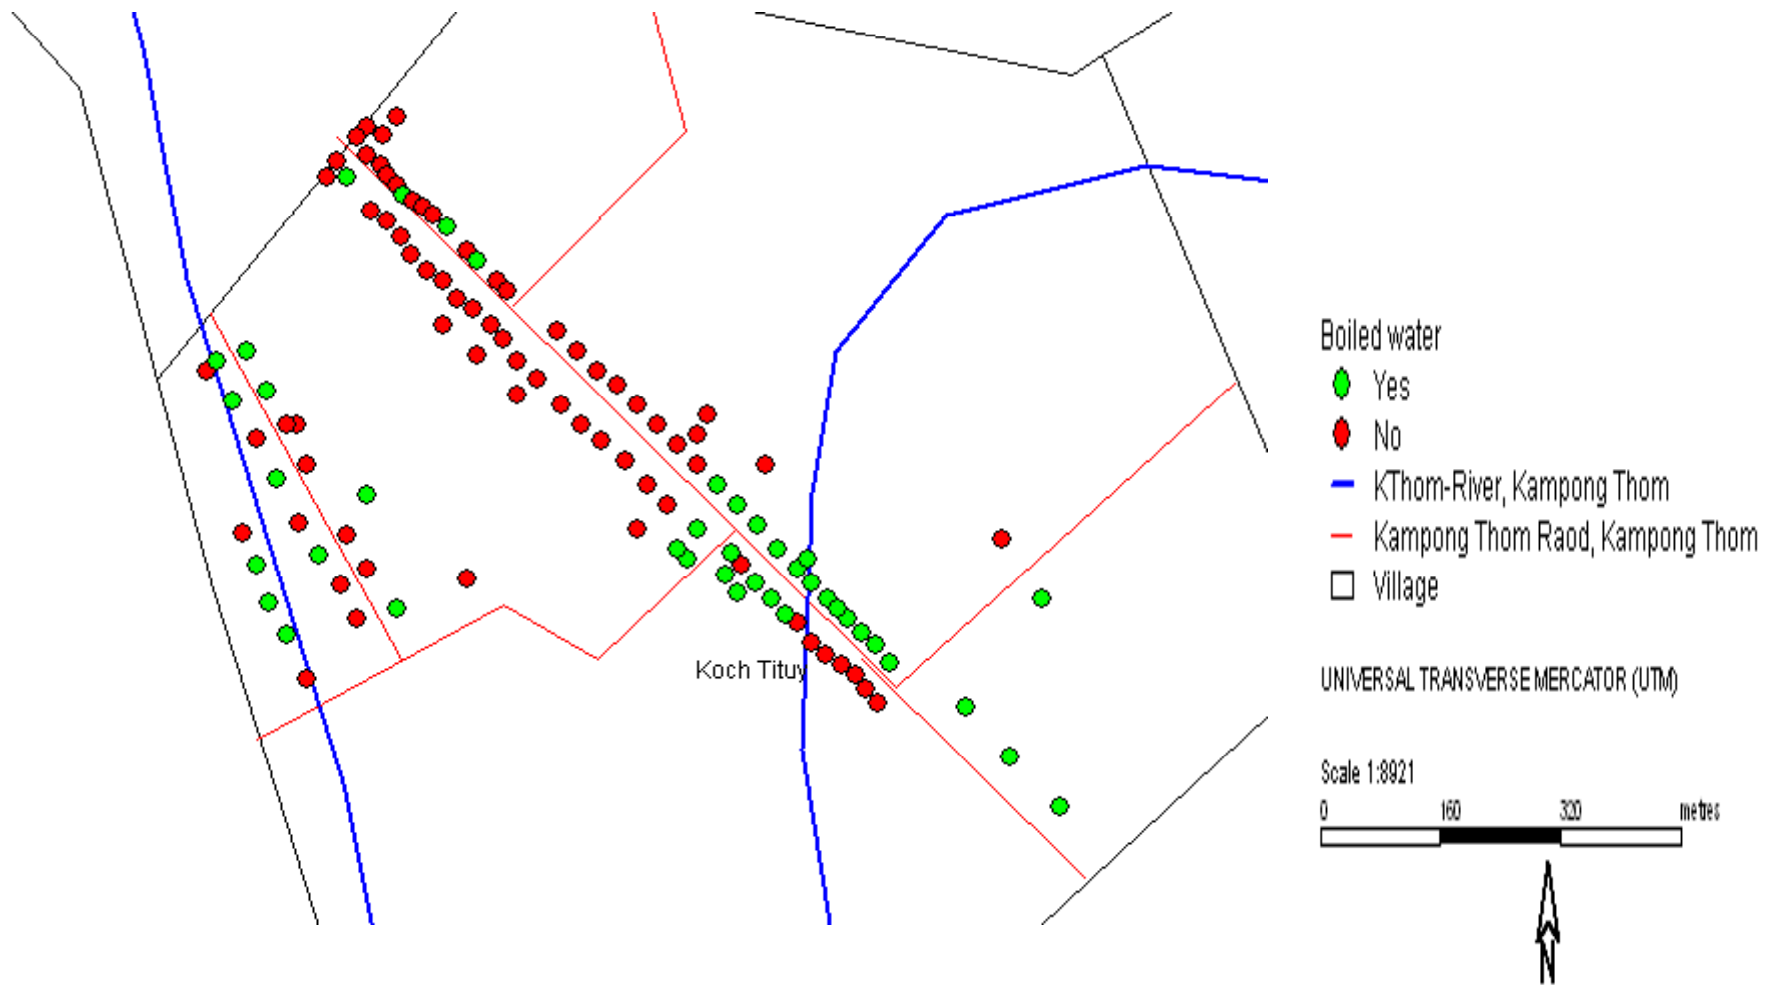 Koch Tituy
Boiled water
Yes
No
KThom-River, Kampong Thom
Kampong Thom Raod, Kampong Thom
Village
UNIVERSAL TRANSVERSE MERCATOR (UTM)
Scale 1:8921
0 160 320 metres
N